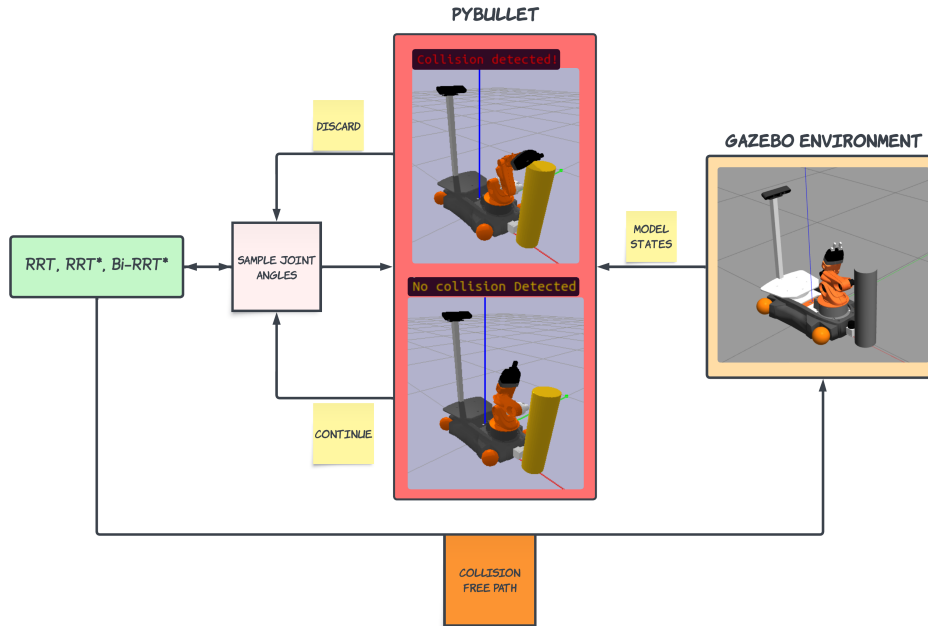 PYBULLET
Collision detected!
DISCARD
GAZEBO ENVIRONMENT
MODEL
STATES
RRT, RRT*, Bi-RRT*
SAMPLE JOINT
ANGLES
No collision Detected
CONTINUE
COLLISION
FREE PATH